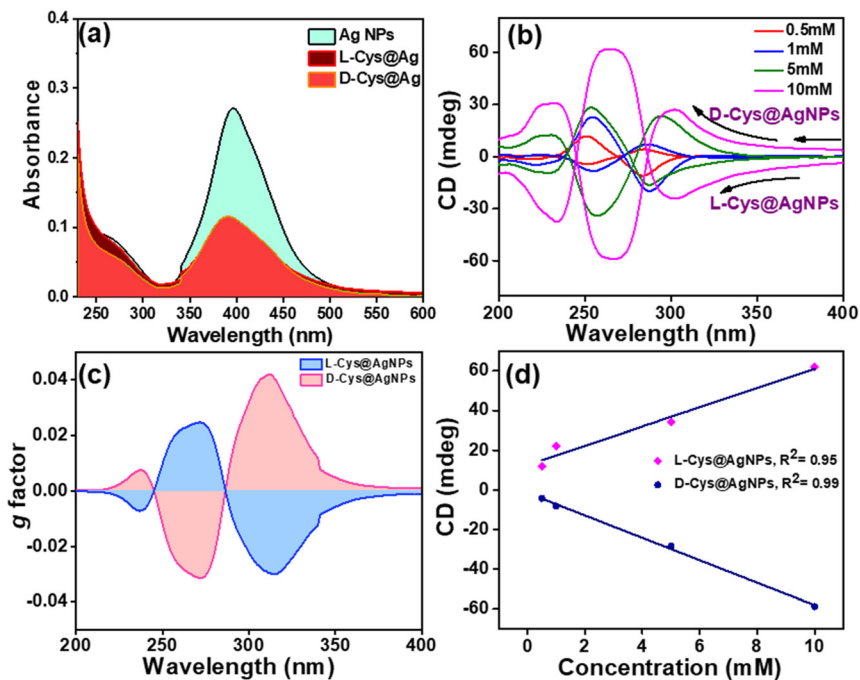 (a)
Ag NPs
L-Cys@Ag
D-Cys@Ag
Absorbance
0.4
0.3
0.2
0.1
0.0
250 300 350 400 450 500 550 600
Wavelength (nm)
(b)
0.5mM
1mM
5mM
10mM
D-Cys@AgNPs
L-Cys@AgNPs
CD (mdeg)
60
30
0
-30
-60
200 250 300 350 400
Wavelength (nm)
(c)
L-Cys@AgNPs
D-Cys@AgNPs
g factor
0.04
0.02
0.00
-0.02
-0.04
200 250 300 350 400
Wavelength (nm)
(d)
L-Cys@AgNPs, R2= 0.95
D-Cys@AgNPs, R2= 0.99
CD (mdeg)
60
40
20
0
-20
-40
-60
0 2 4 6 8 10
Concentration (mM)